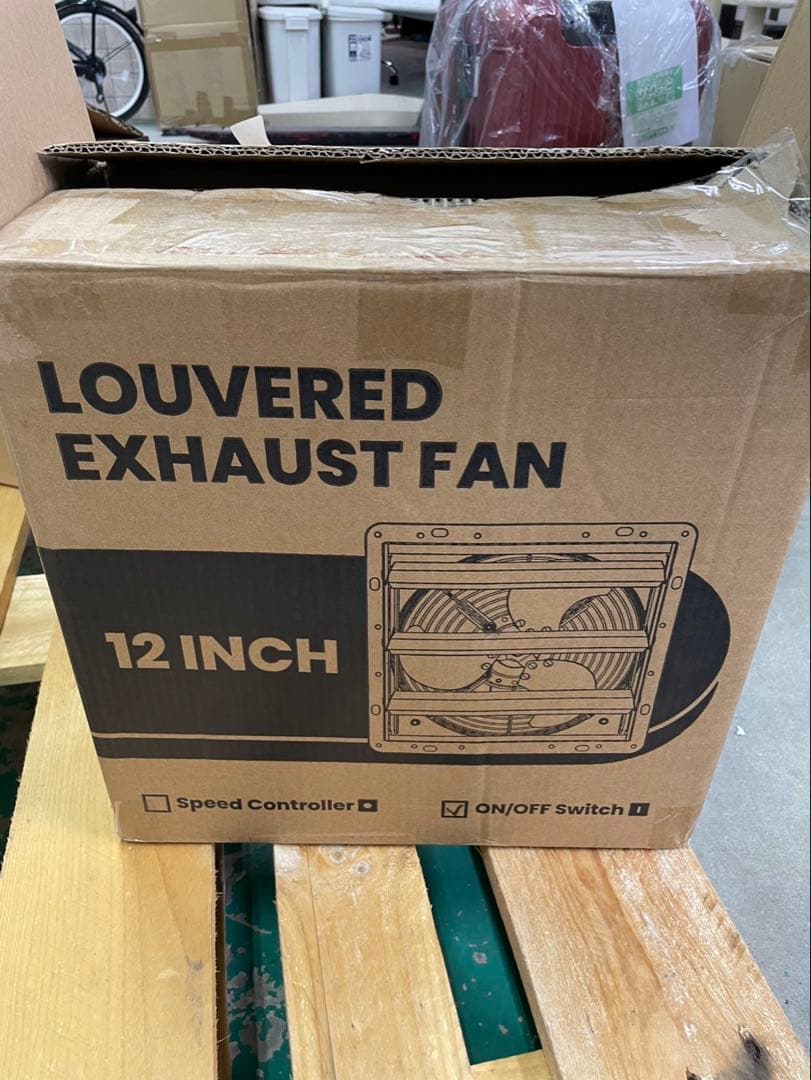 LOUVERED
EXHAUST FAN
12 INCH
Speed Controller
ON/OFF Switch